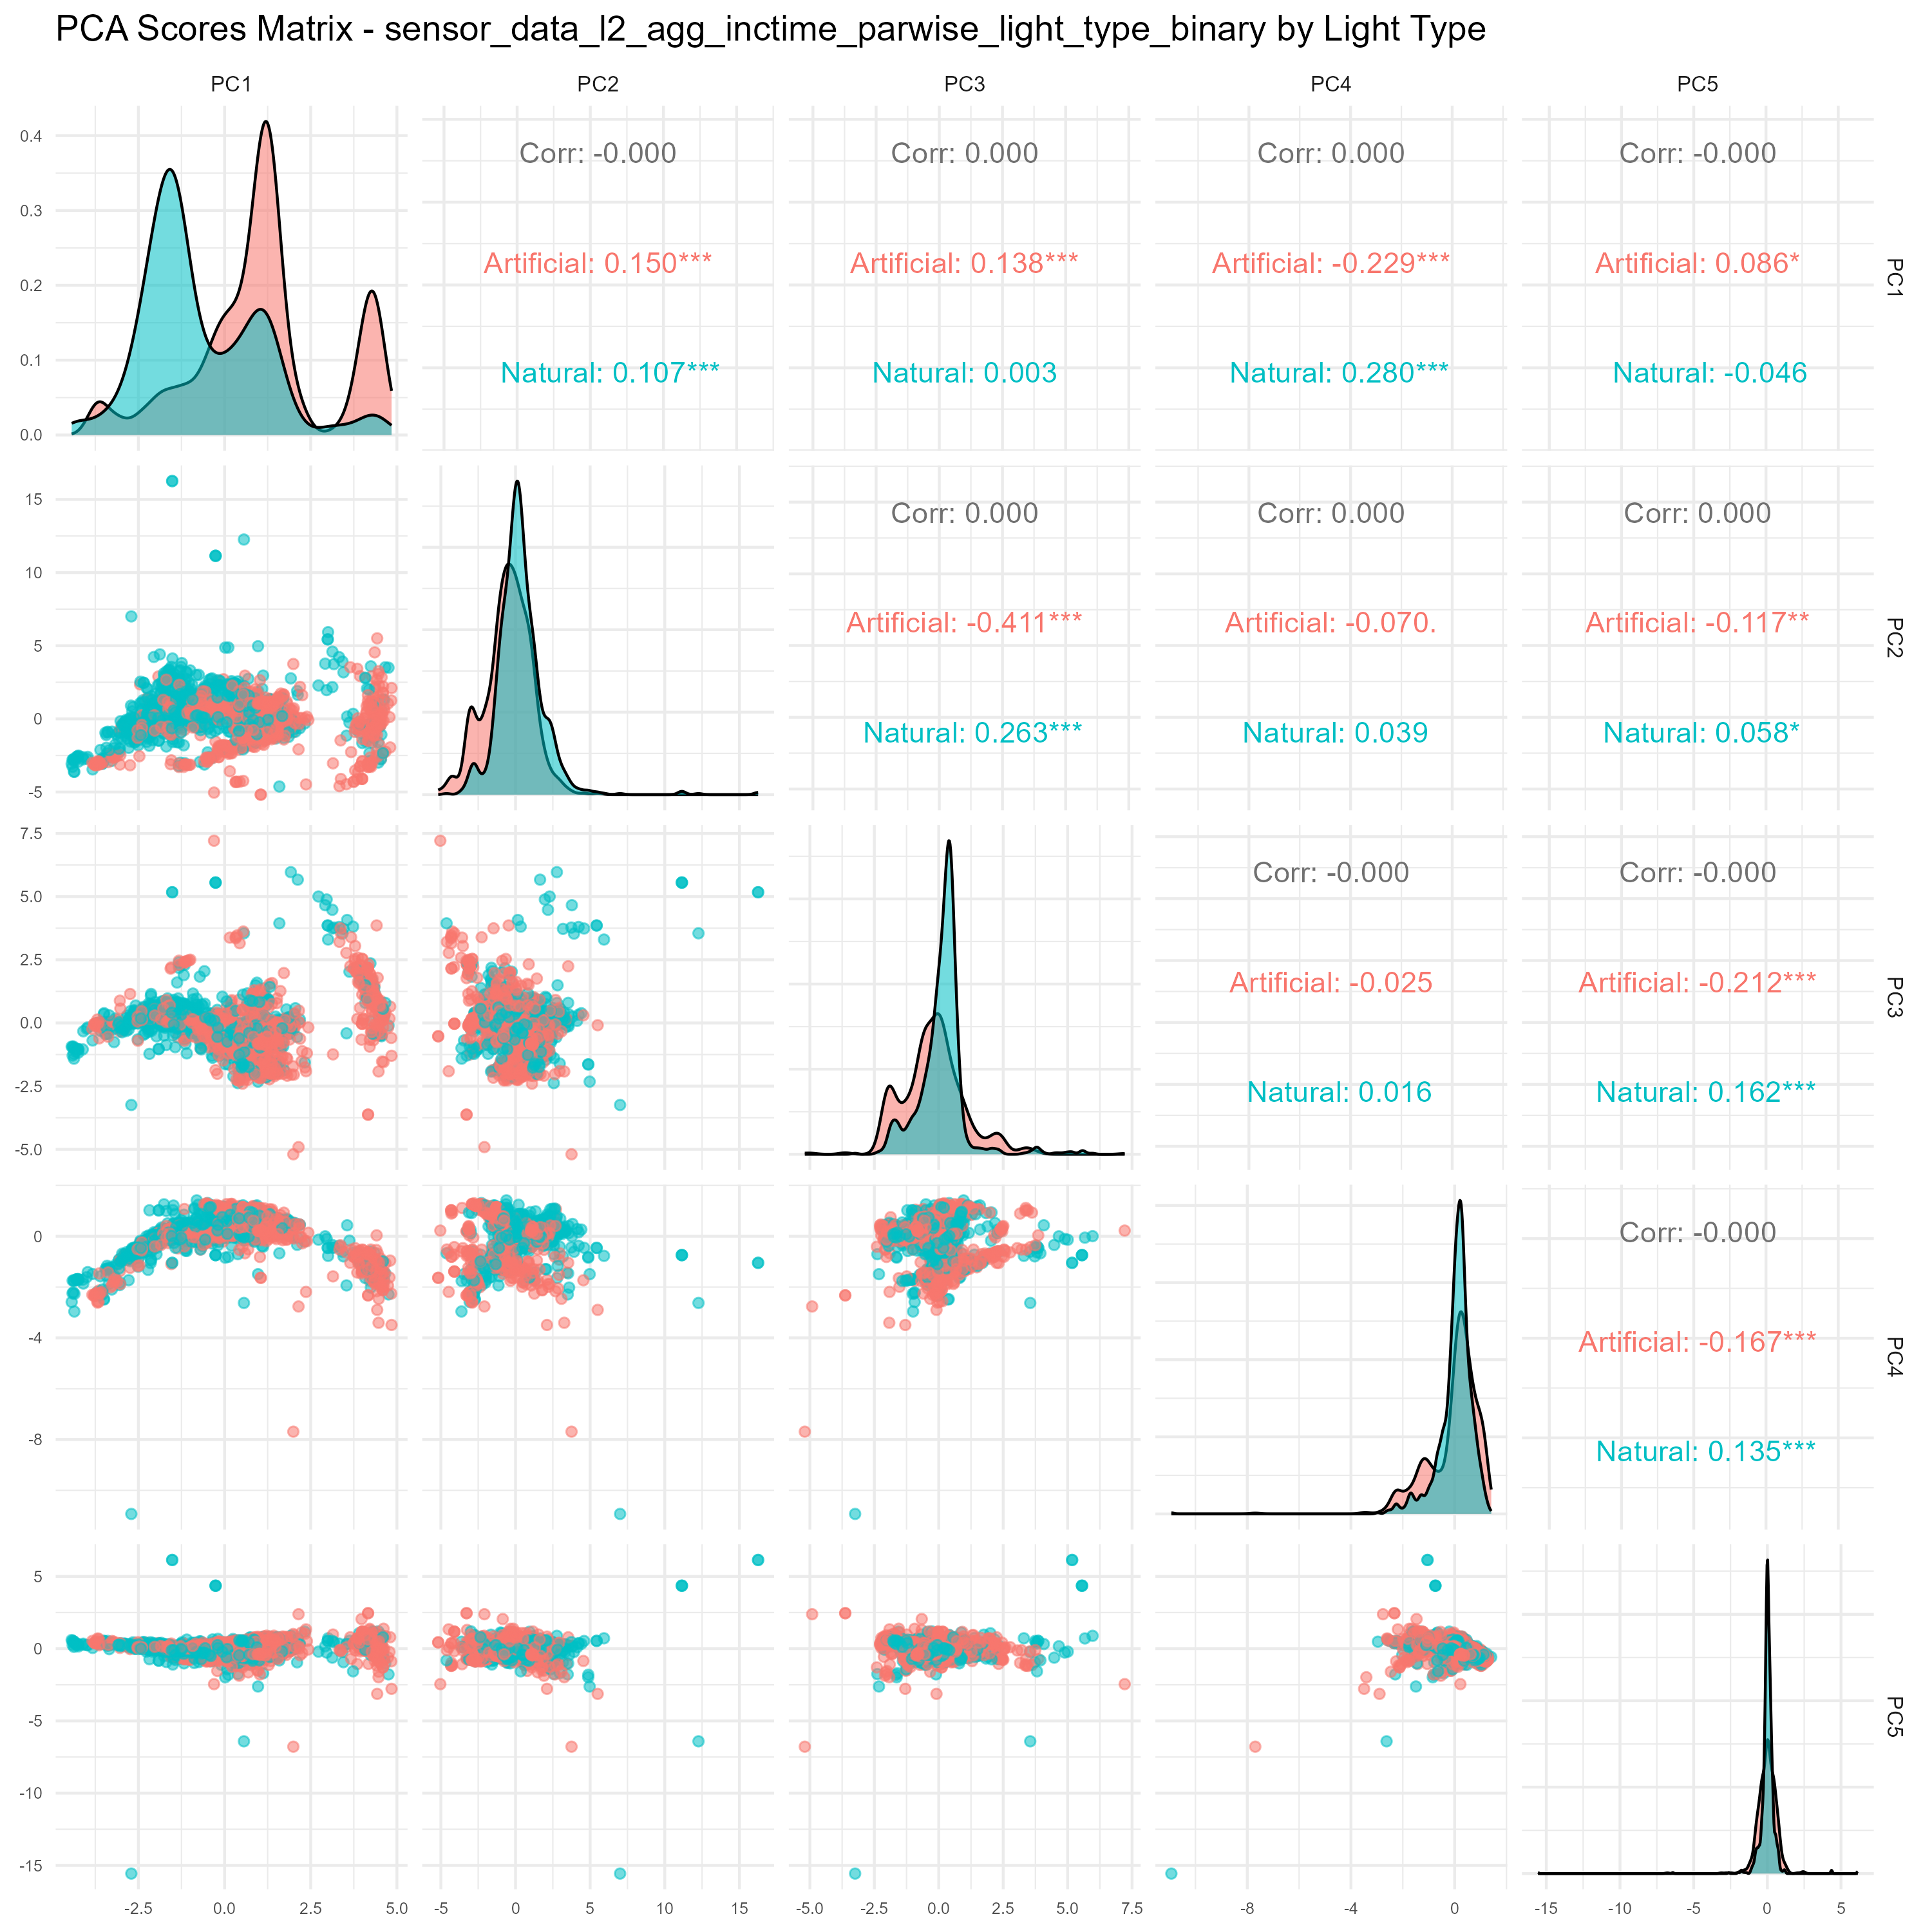 PCA Scores Matrix - sensor_data_l2_agg_inctime_parwise_light_type_binary by Light Type
PC1 PC2 PC3 PC4 PC5
0.4
0.3
0.2
0.1
0.0
Corr: -0.000
Artificial: 0.150***
Natural: 0.107***
Corr: 0.000
Artificial: 0.138***
Natural: 0.003
Corr: 0.000
Artificial: -0.229***
Natural: 0.280***
Corr: -0.000
Artificial: 0.086*
Natural: -0.046
PC1
15
10
5
0
-5
Corr: 0.000
Artificial: -0.411***
Natural: 0.263***
Corr: 0.000
Artificial: -0.070.
Natural: 0.039
Corr: 0.000
Artificial: -0.117**
Natural: 0.058*
PC2
7.5
5.0
2.5
0.0
-2.5
-5.0
Corr: -0.000
Artificial: -0.025
Natural: 0.016
Corr: -0.000
Artificial: -0.212***
Natural: 0.162***
PC3
0
-4
-8
Corr: -0.000
Artificial: -0.167***
Natural: 0.135***
PC4
5
0
-5
-10
-15
PC5
-2.5 0.0 2.5 5.0
-5 0 5 10 15
-5.0 -2.5 0.0 2.5 5.0 7.5
-8 -4 0
-15 -10 -5 0 5